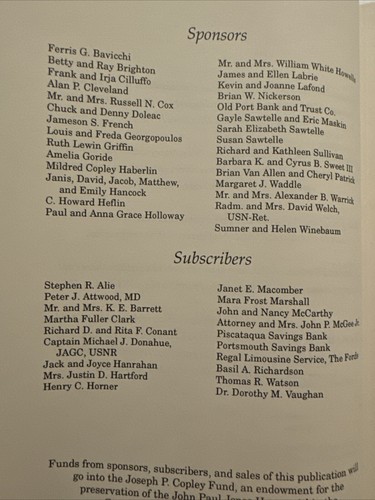 Sponsors
Ferris G. Bavicchi
Betty and Ray Brighton
Frank and Irja Cilluffo
Alan P. Cleveland
Mr. and Mrs. Russell N. Cox
Chuck and Denny Doleac
Jameson S. French
Louis and Freda Georgopoulos
Ruth Lewin Griffin
Amelia Goride
Mildred Copley Haberlin
Janis, David, Jacob, Matthew,
and Emily Hancock
C. Howard Heflin
Paul and Anna Grace Holloway
Mr. and Mrs. William White Howells
James and Ellen Labrie
Kevin and Joanne Lafond
Brian W. Nickerson
Old Port Bank and Trust Co.
Gayle Sawtelle and Eric Maskin
Sarah Elizabeth Sawtelle
Susan Sawtelle
Richard and Kathleen Sullivan
Barbara K. and Cyrus B. Sweet III
Brian Van Allen and Cheryl Patrick
Margaret J. Waddle
Mr. and Mrs. Alexander B. Warrick
Radm. and Mrs. David Welch,
USN-Ret.
Sumner and Helen Winebaum
Subscribers
Stephen R. Alie
Peter J. Attwood, MD
Mr. and Mrs. K. E. Barrett
Martha Fuller Clark
Richard D. and Rita F. Conant
Captain Michael J. Donahue,
JAGC, USNR
Jack and Joyce Hanrahan
Mrs. Justin D. Hartford
Henry C. Horner
Janet E. Macomber
Mara Frost Marshall
John and Nancy McCarthy
Attorney and Mrs. John P. McGee Jr
Piscataqua Savings Bank
Portsmouth Savings Bank
Regal Limousine Service, The Fords
Basil A. Richardson
Thomas R. Watson
Dr. Dorothy M. Vaughan
Funds from sponsors, subscribers, and sales of this publication will
go into the Joseph P. Copley Fund, an endowment for the
preservation of the John Paul Jones